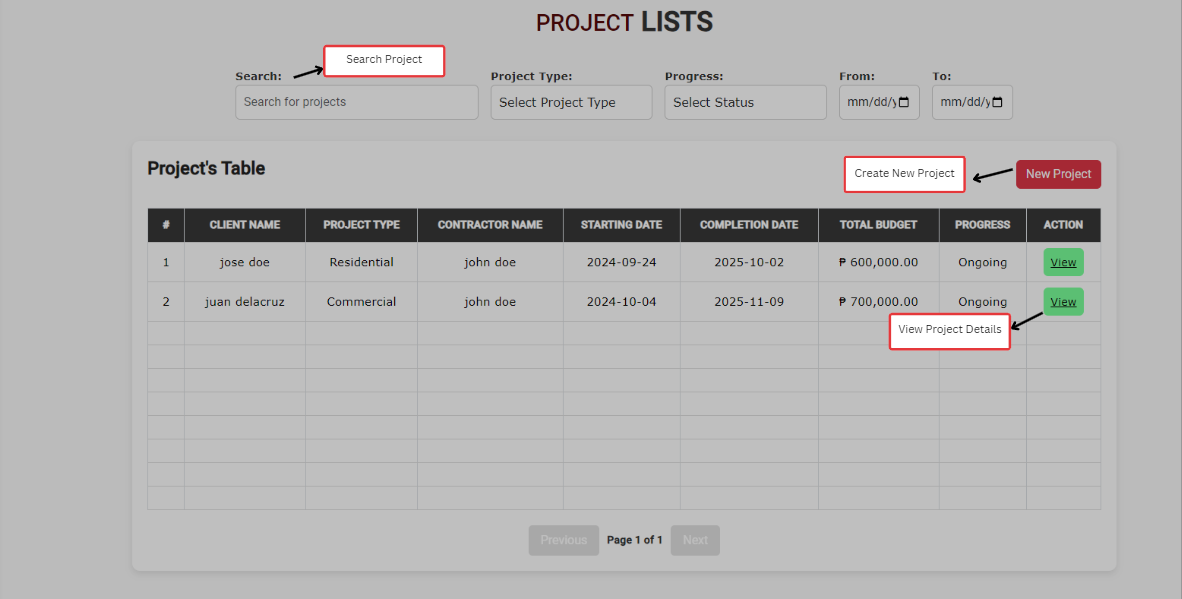 PROJECT LISTS
Search Project
Search: Project Type: Progress: From: To:
Search for projects Select Project Type Select Status mm/dd/y mm/dd/y
Project's Table
Create New Project New Project
# CLIENT NAME PROJECT TYPE CONTRACTOR NAME STARTING DATE COMPLETION DATE TOTAL BUDGET PROGRESS ACTION
1 jose doe Residential john doe 2024-09-24 2025-10-02 ₱ 600,000.00 Ongoing View
2 juan delacruz Commercial john doe 2024-10-04 2025-11-09 ₱ 700,000.00 Ongoing View
View Project Details
Previous Page 1 of 1 Next